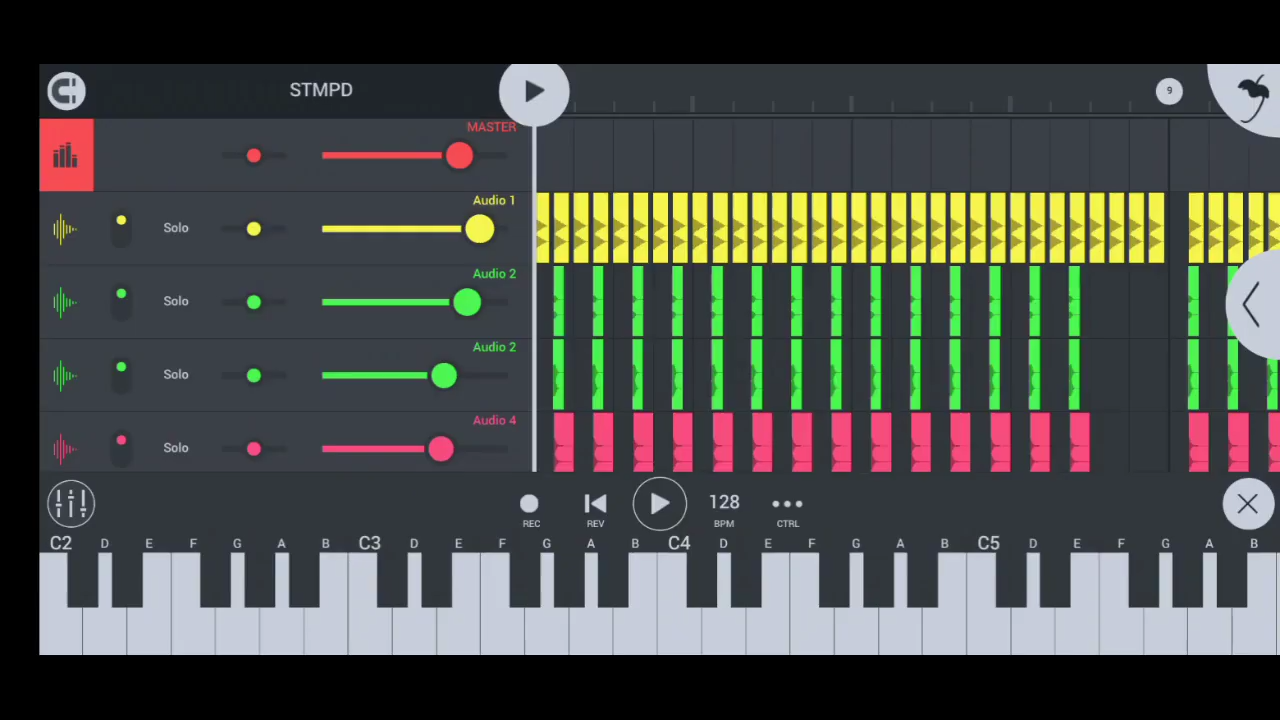 STMPD
9
MASTER
Audio 1
Solo
Audio 2
Solo
Audio 2
Solo
Audio 4
Solo
128
REC REV BPM CTRL
C2 D E F G A B C3 D E F G A B C4 D E F G A B C5 D E F G A B